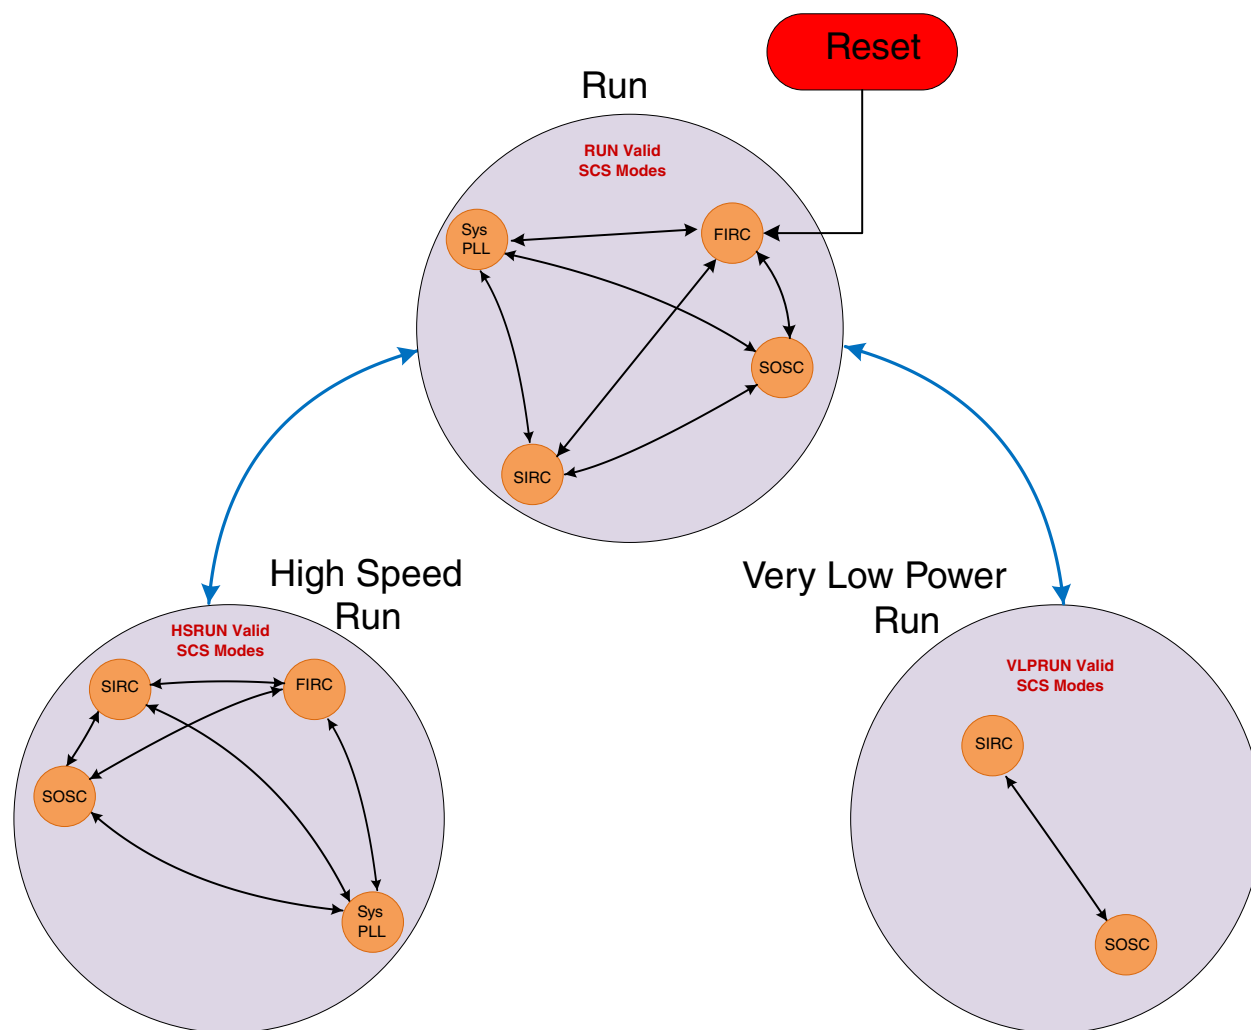 Reset
Run
RUN Valid
SCS Modes
Sys
PLL
FIRC
SOSC
SIRC
High Speed
Run
HSRUN Valid
SCS Modes
SIRC
FIRC
SOSC
Sys
PLL
Very Low Power
Run
VLPRUN Valid
SCS Modes
SIRC
SOSC